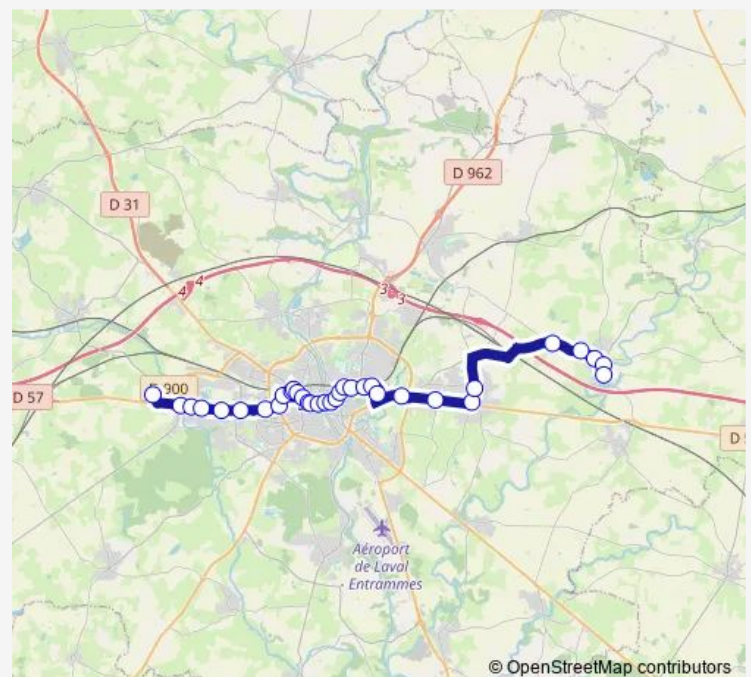 D 31
D 962
4
4
3
3
D 57
900
Aéroport
de Laval
- Entrammes
© OpenStreetMap contributors